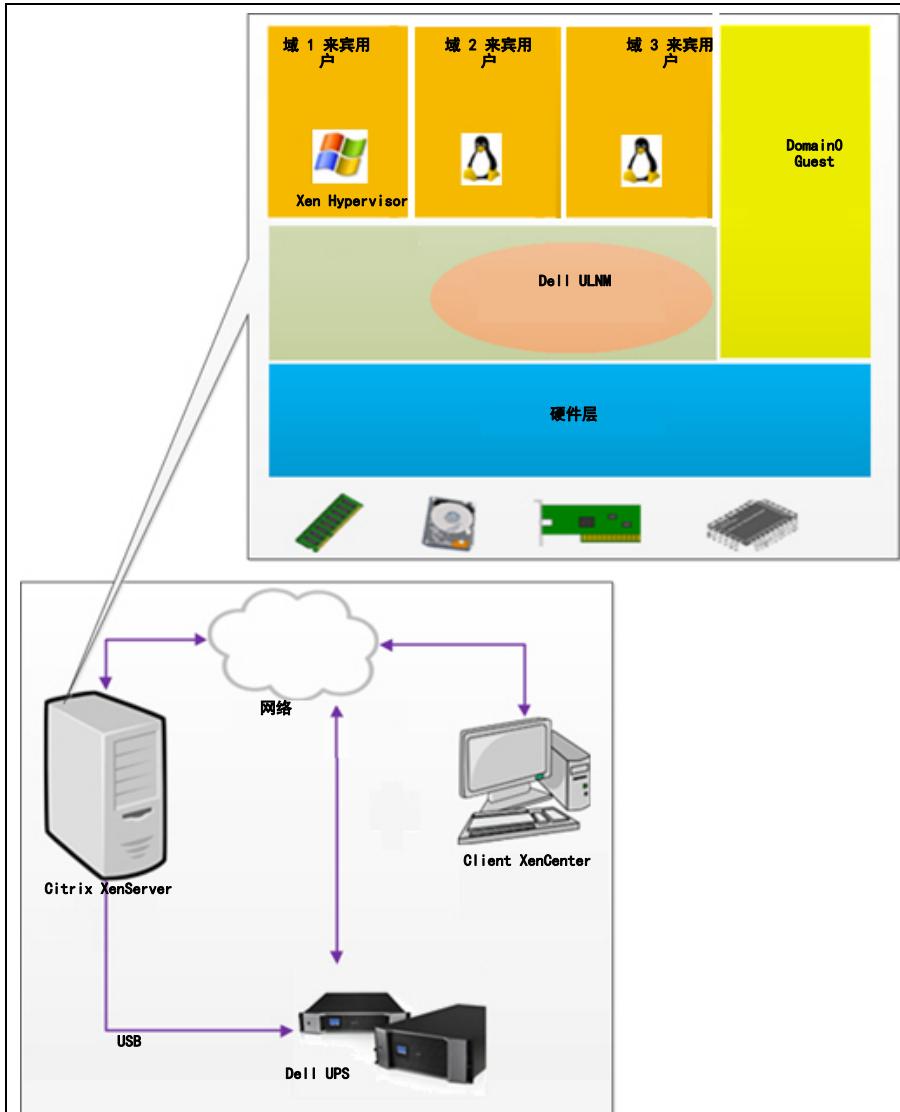 域 1 来宾用
户
域 2 来宾用
户
域 3 来宾用
户
Domain0
Guest
Xen Hypervisor
Dell ULNM
硬件层
网络
Client XenCenter
Citrix XenServer
USB
Dell UPS